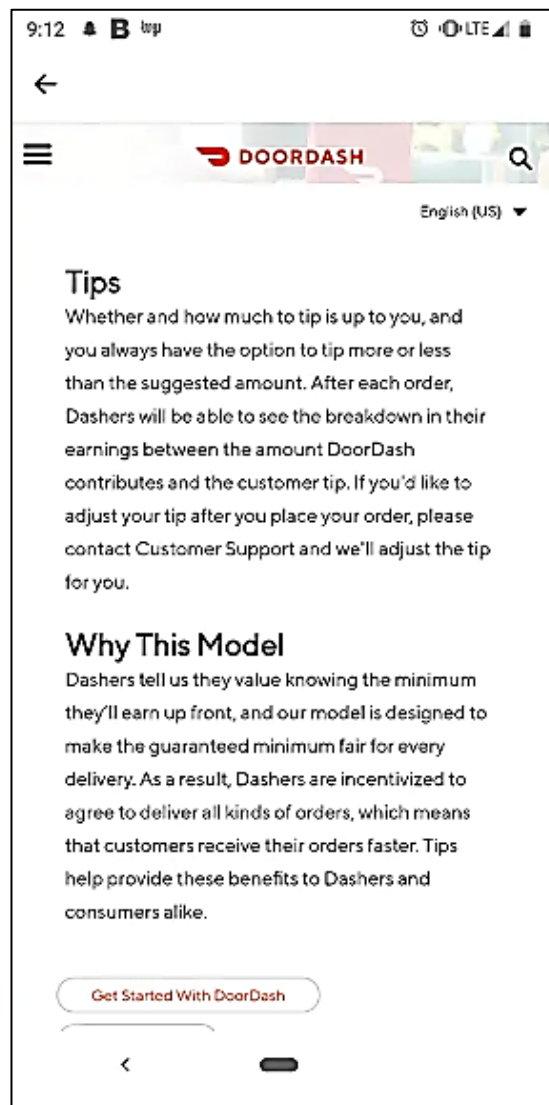 9:12 B
LTE
DOORDASH
English (US)
Tips
Whether and how much to tip is up to you, and
you always have the option to tip more or less
than the suggested amount. After each order,
Dashers will be able to see the breakdown in their
earnings between the amount DoorDash
contributes and the customer tip. If you'd like to
adjust your tip after you place your order, please
contact Customer Support and we'll adjust the tip
for you.
Why This Model
Dashers tell us they value knowing the minimum
they'll earn up front, and our model is designed to
make the guaranteed minimum fair for every
delivery. As a result, Dashers are incentivized to
agree to deliver all kinds of orders, which means
that customers receive their orders faster. Tips
help provide these benefits to Dashers and
consumers alike.
Get Started With DoorDash